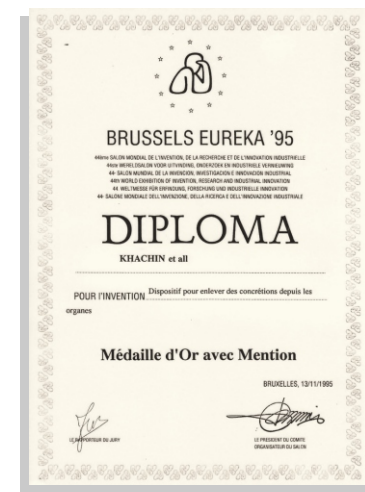 BRUSSELS EUREKA '95
44ème SALON MONDIAL DE L'INVENTION, DE LA RECHERCHE ET DE L'INNOVATION INDUSTRIELLE
44ste WERELDSALON VOOR UITVINDING, ONDERZOEK EN INDUSTRIELE VERNIEUWING
44º SALON MUNDIAL DE LA INVENCION, INVESTIGACION E INNOVACION INDUSTRIAL
44th WORLD EXHIBITION OF INVENTION, RESEARCH AND INDUSTRIAL INNOVATION
44. WELTMESSE FÜR ERFINDUNG, FORSCHUNG UND INDUSTRIELLE INNOVATION
44º SALONE MONDIALE DELL'INVENZIONE, DELLA RICERCA E DELL'INNOVAZIONE INDUSTRIALE
DIPLOMA
KHACHIN et all
POUR l'INVENTION Dispositif pour enlever des concrétions depuis les
organes
Médaille d'Or avec Mention
BRUXELLES, 13/11/1995
LE RAPPORTEUR DU JURY
LE PRESIDENT DU COMITE
ORGANISATEUR DU SALON